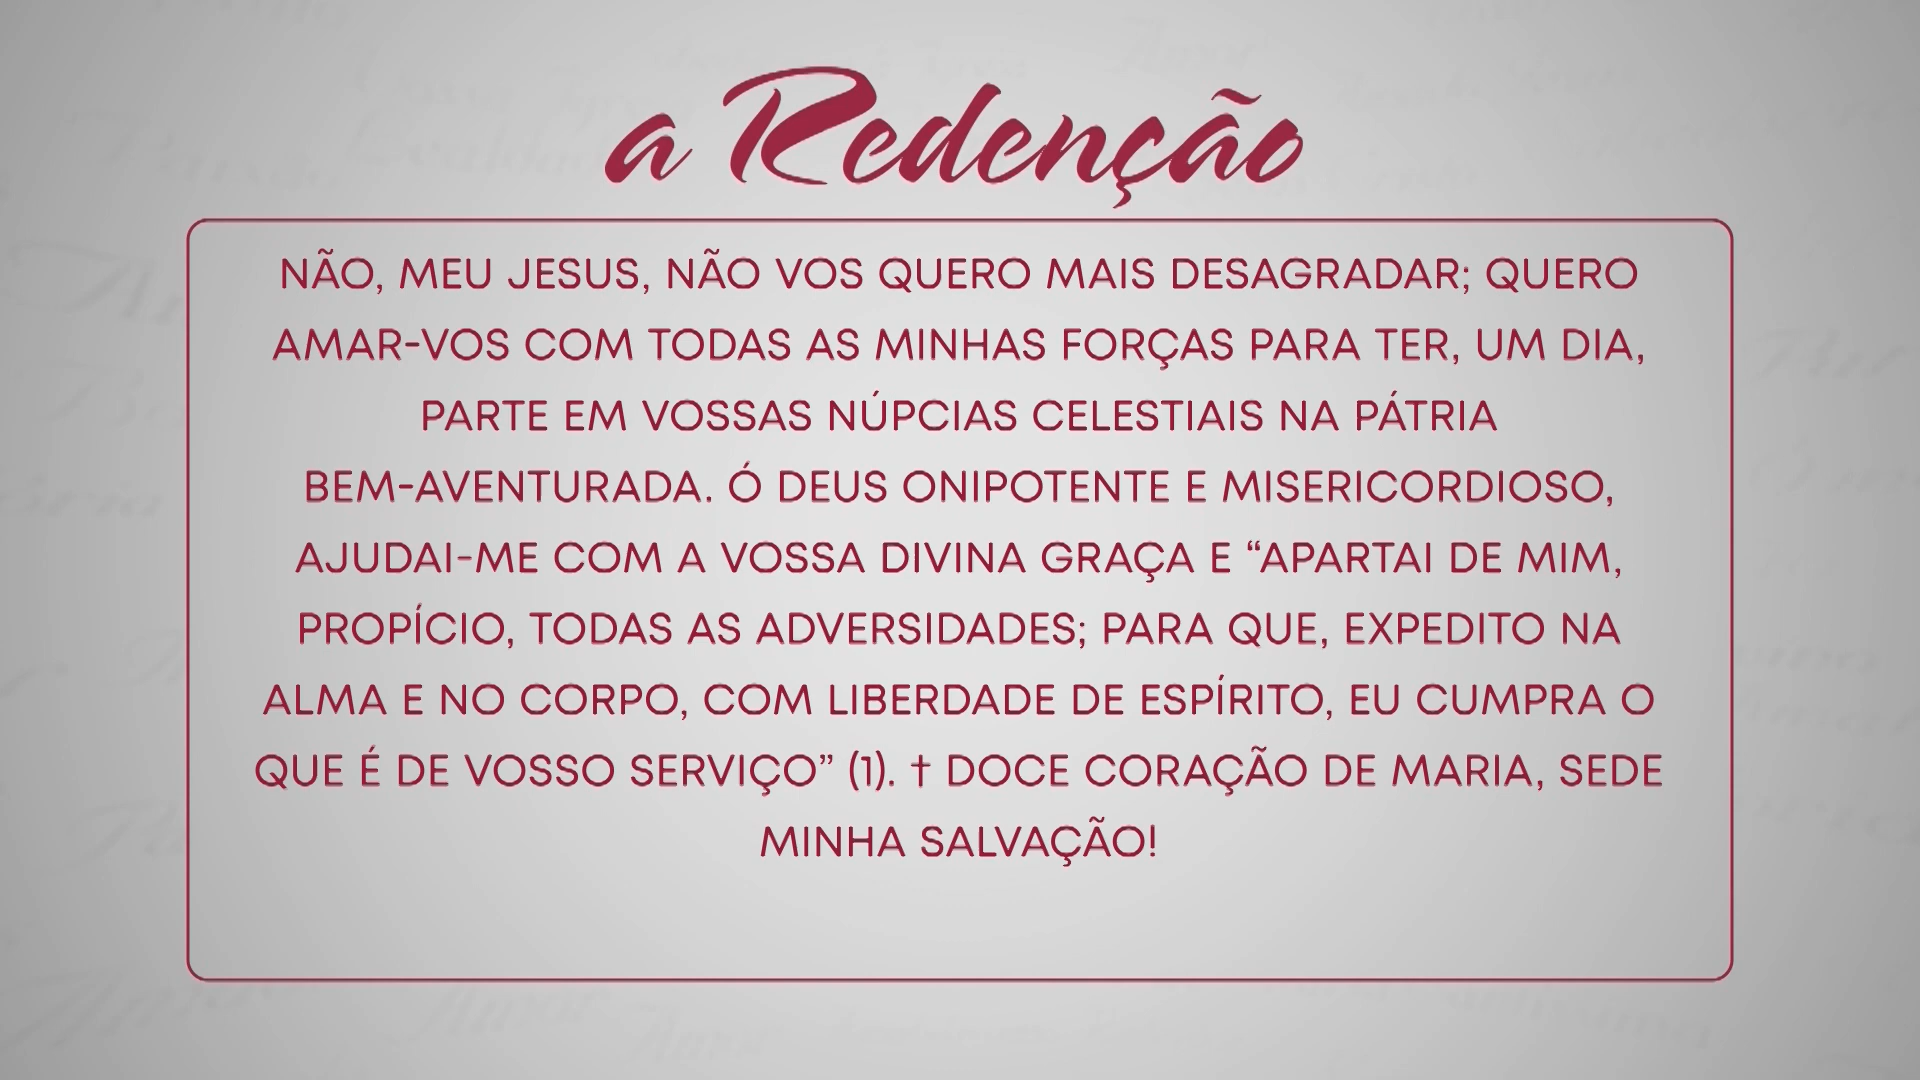 a Redenção
NÃO, MEU JESUS, NÃO VOS QUERO MAIS DESAGRADAR; QUERO
AMAR-VOS COM TODAS AS MINHAS FORÇAS PARA TER, UM DIA,
PARTE EM VOSSAS NÚPCIAS CELESTIAIS NA PÁTRIA
BEM-AVENTURADA. Ó DEUS ONIPOTENTE E MISERICORDIOSO,
AJUDAI-ME COM A VOSSA DIVINA GRAÇA E “APARTAI DE MIM,
PROPÍCIO, TODAS AS ADVERSIDADES; PARA QUE, EXPEDITO NA
ALMA E NO CORPO, COM LIBERDADE DE ESPÍRITO, EU CUMPRA O
QUE É DE VOSSO SERVIÇO” (1). † DOCE CORAÇÃO DE MARIA, SEDE
MINHA SALVAÇÃO!